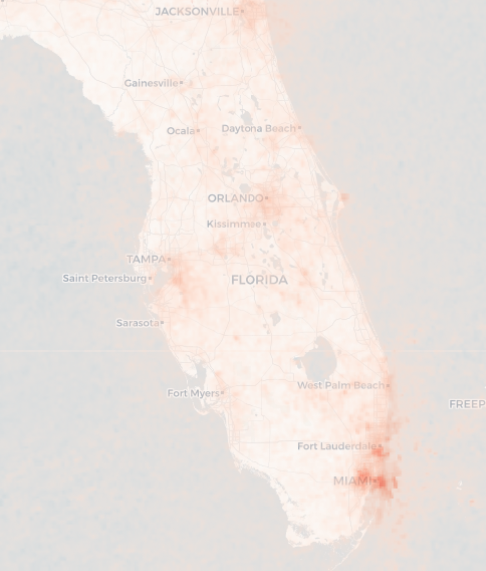 JACKSONVILLE
Gainesville
Ocala
Daytona Beach
ORLANDO
Kissimmee
TAMPA
Saint Petersburg
FLORIDA
Sarasota
West Palm Beach
Fort Myers
FREEP
Fort Lauderdale
MIAMI